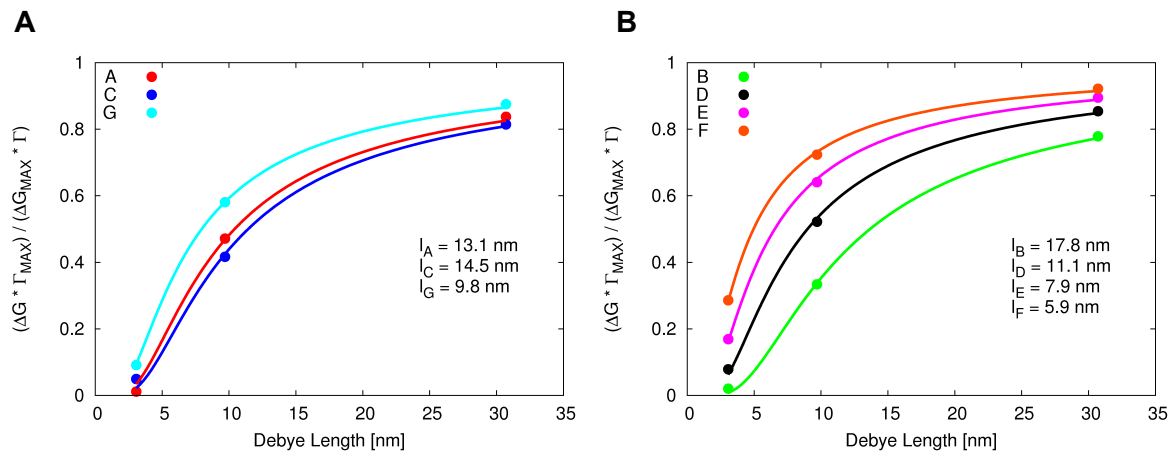 A
B
1
0.8
0.6
0.4
0.2
0
0 5 10 15 20 25 30 35
(ΔG * Γ_MAX) / (ΔG_MAX * Γ)
Debye Length [nm]
A
C
G
l_A = 13.1 nm
l_C = 14.5 nm
l_G = 9.8 nm
1
0.8
0.6
0.4
0.2
0
0 5 10 15 20 25 30 35
(ΔG * Γ_MAX) / (ΔG_MAX * Γ)
Debye Length [nm]
B
D
E
F
l_B = 17.8 nm
l_D = 11.1 nm
l_E = 7.9 nm
l_F = 5.9 nm